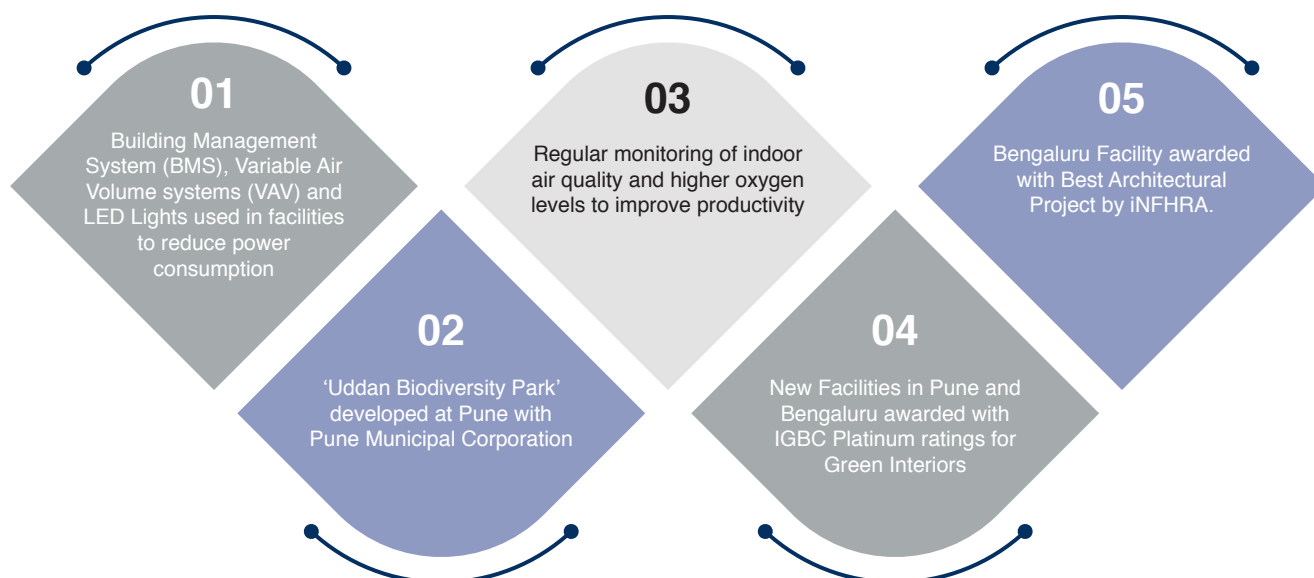 01
Building Management
System (BMS), Variable Air
Volume systems (VAV) and
LED Lights used in facilities
to reduce power
consumption
02
‘Uddan Biodiversity Park’
developed at Pune with
Pune Municipal Corporation
03
Regular monitoring of indoor
air quality and higher oxygen
levels to improve productivity
04
New Facilities in Pune and
Bengaluru awarded with
IGBC Platinum ratings for
Green Interiors
05
Bengaluru Facility awarded
with Best Architectural
Project by iNFHRA.